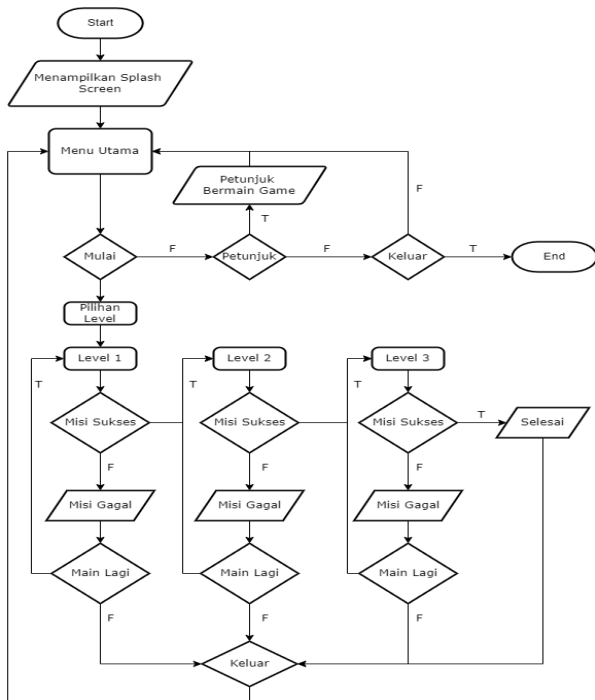 Start
Menampilkan Splash
Screen
Menu Utama
Petunjuk
Bermain Game
F
T
Mulai
F
Petunjuk
F
Keluar
T
End
Pilihan
Level
Level 1
Level 2
Level 3
T
T
T
Misi Sukses
Misi Sukses
Misi Sukses
T
Selesai
F
F
F
Misi Gagal
Misi Gagal
Misi Gagal
Main Lagi
Main Lagi
Main Lagi
F
F
F
Keluar